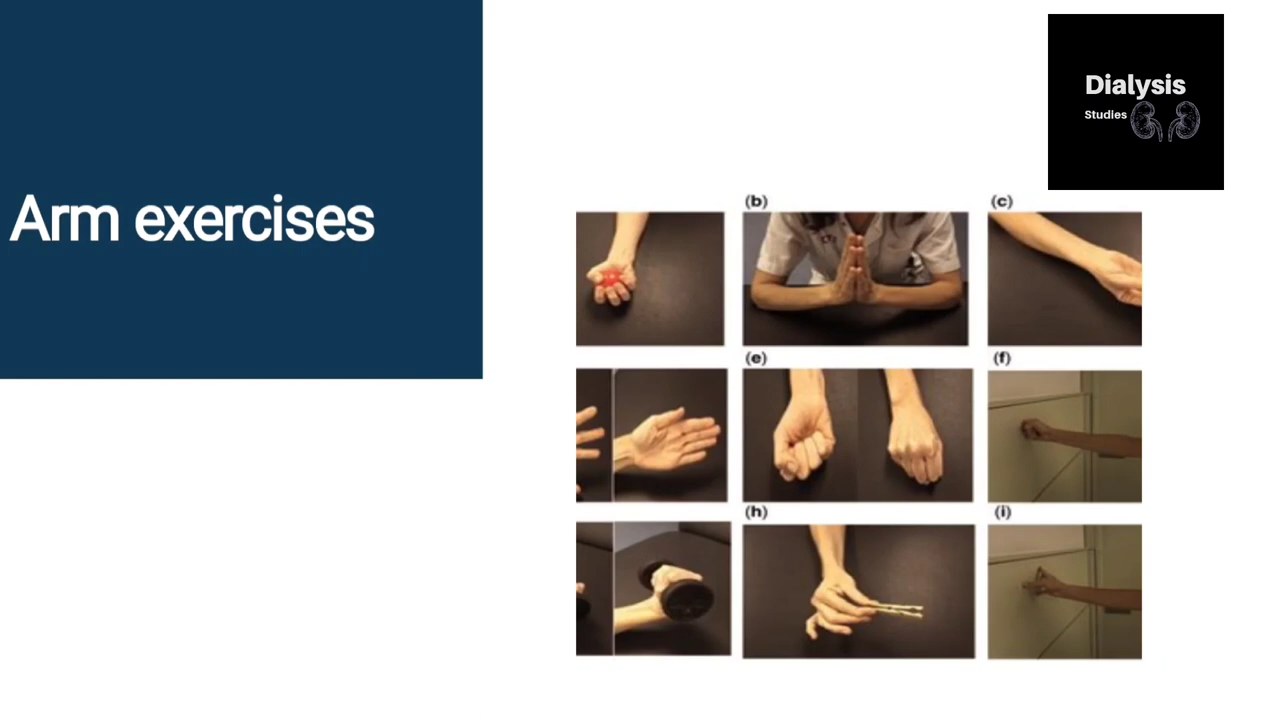 Dialysis
Studies
Arm exercises
(b)
(c)
(e)
(f)
(h)
(i)